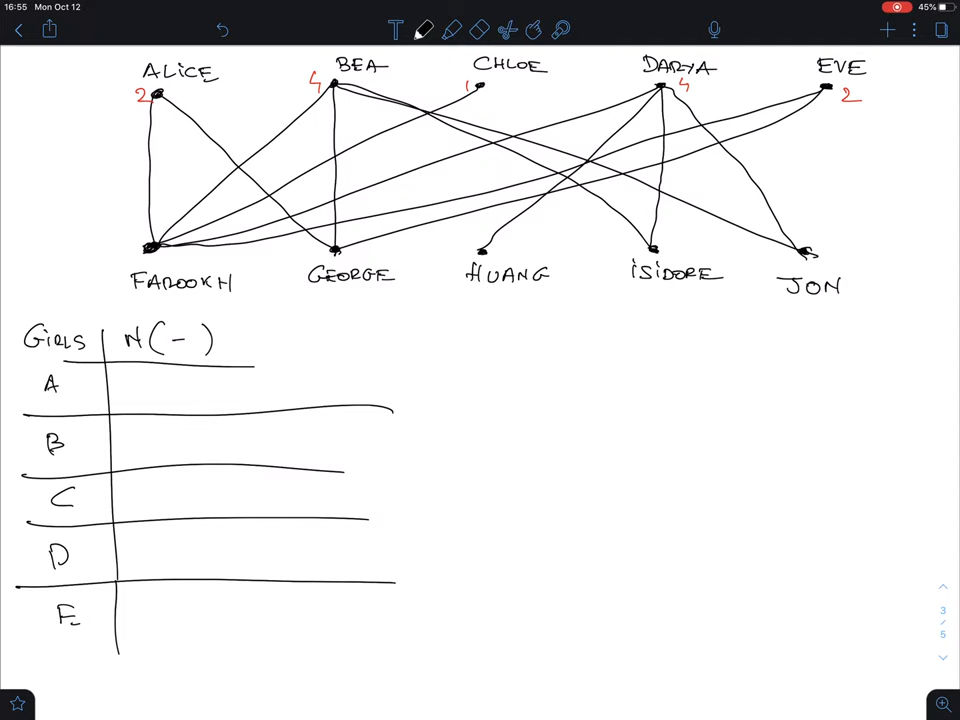 16:55 Mon Oct 12 45%
T
ALICE BEA CHLOE DARYA EVE
2 4 1 4 2
FAROOKH GEORGE HUANG ISIDORE JON
GIRLS N(-)
A
B
C
D
E
3
/
5